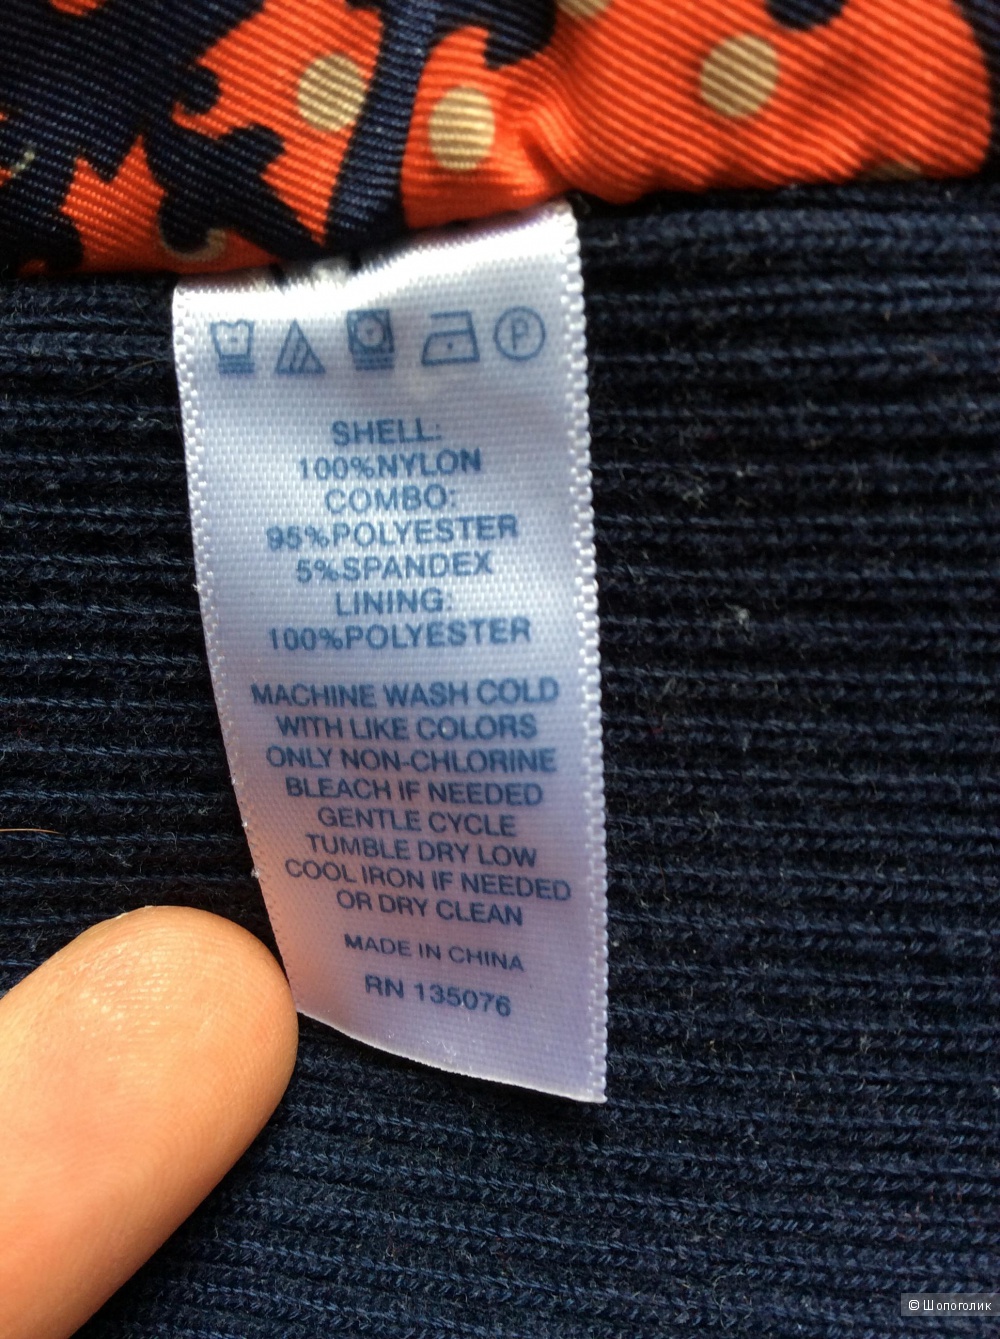 P
SHELL:
100%NYLON
COMBO:
95%POLYESTER
5%SPANDEX
LINING:
100%POLYESTER
MACHINE WASH COLD
WITH LIKE COLORS
ONLY NON-CHLORINE
BLEACH IF NEEDED
GENTLE CYCLE
TUMBLE DRY LOW
COOL IRON IF NEEDED
OR DRY CLEAN
MADE IN CHINA
RN 135076
© Шопоголик